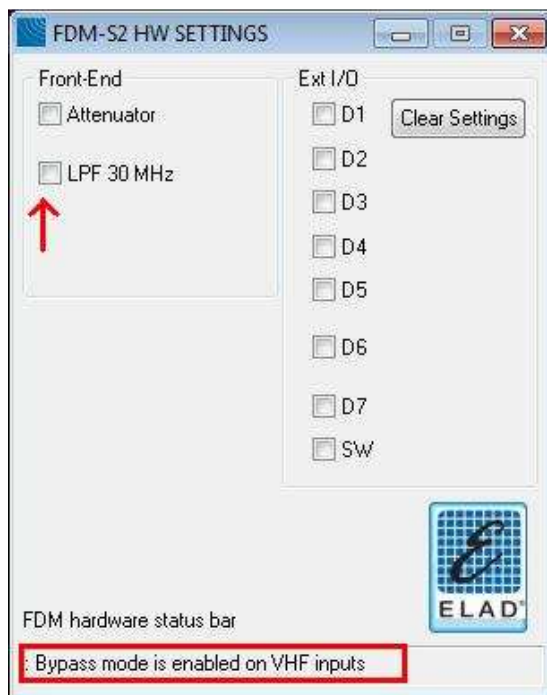 FDM-S2 HW SETTINGS
Front-End
Attenuator
LPF 30 MHz
Ext I/O
D1
Clear Settings
D2
D3
D4
D5
D6
D7
SW
E
ELAD
FDM hardware status bar
: Bypass mode is enabled on VHF inputs